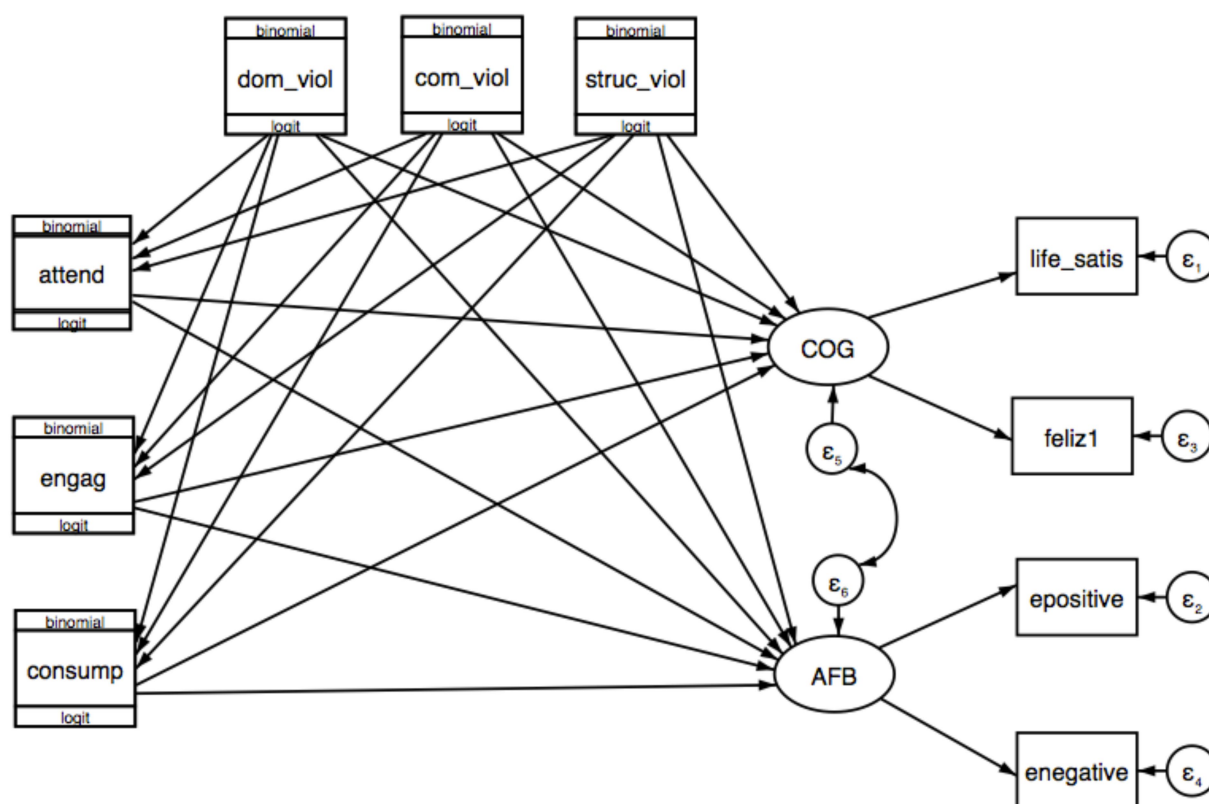 binomial
dom_viol
logit
binomial
com_viol
logit
binomial
struc_viol
logit
binomial
attend
logit
binomial
engag
logit
binomial
consump
logit
COG
ε5
ε6
AFB
life_satis
ε1
feliz1
ε3
epositive
ε2
enegative
ε4